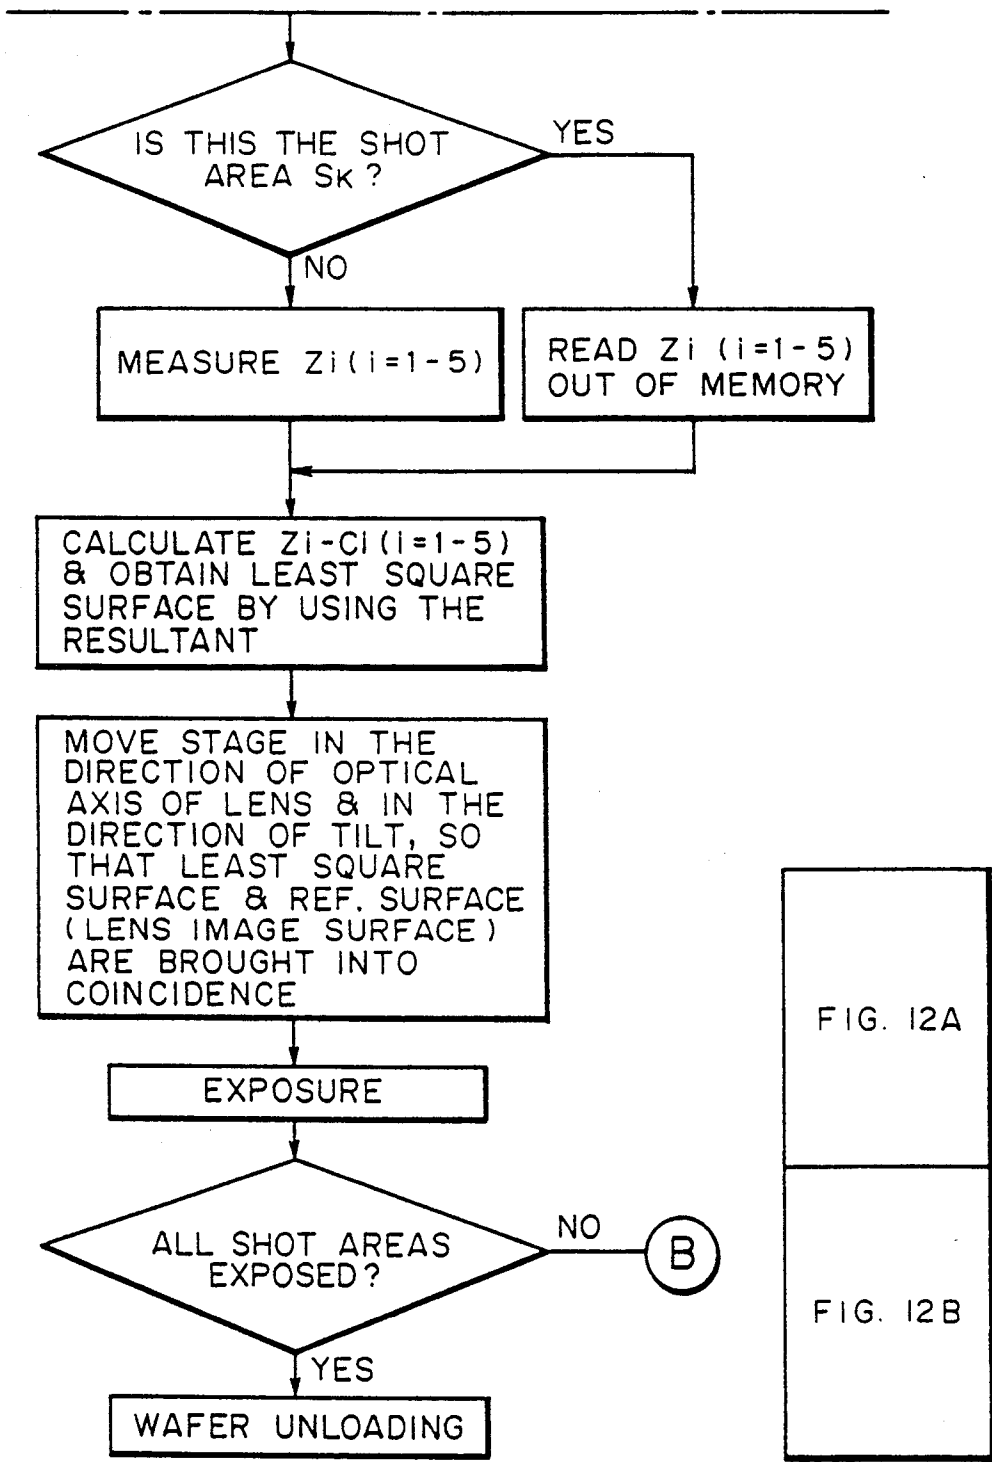 IS THIS THE SHOT
AREA SK?
YES
NO
MEASURE Zi(i=1-5)
READ Zi (i=1-5)
OUT OF MEMORY
CALCULATE Zi-Ci(i=1-5)
& OBTAIN LEAST SQUARE
SURFACE BY USING THE
RESULTANT
MOVE STAGE IN THE
DIRECTION OF OPTICAL
AXIS OF LENS & IN THE
DIRECTION OF TILT, SO
THAT LEAST SQUARE
SURFACE & REF. SURFACE
(LENS IMAGE SURFACE)
ARE BROUGHT INTO
COINCIDENCE
EXPOSURE
ALL SHOT AREAS
EXPOSED?
NO
B
YES
WAFER UNLOADING
FIG. 12A
FIG. 12B